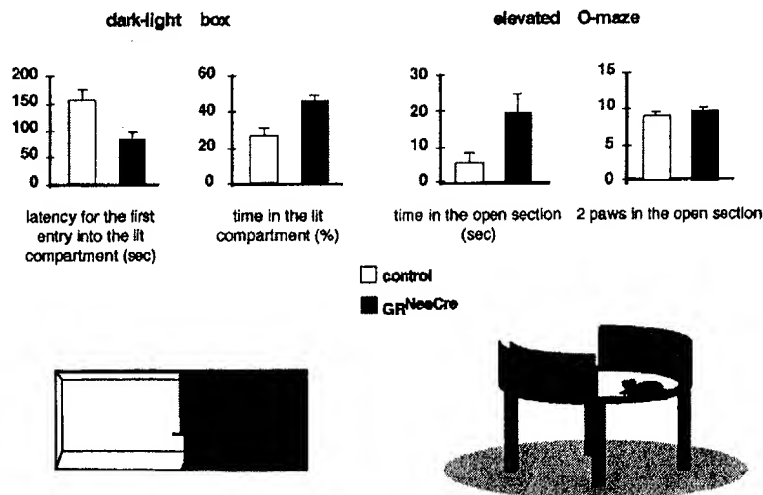 dark-light box
elevated O-maze
200
150
100
50
0
latency for the first
entry into the lit
compartment (sec)
60
40
20
0
time in the lit
compartment (%)
30
20
10
0
time in the open section
(sec)
15
10
5
0
2 paws in the open section
control
GRNesCre